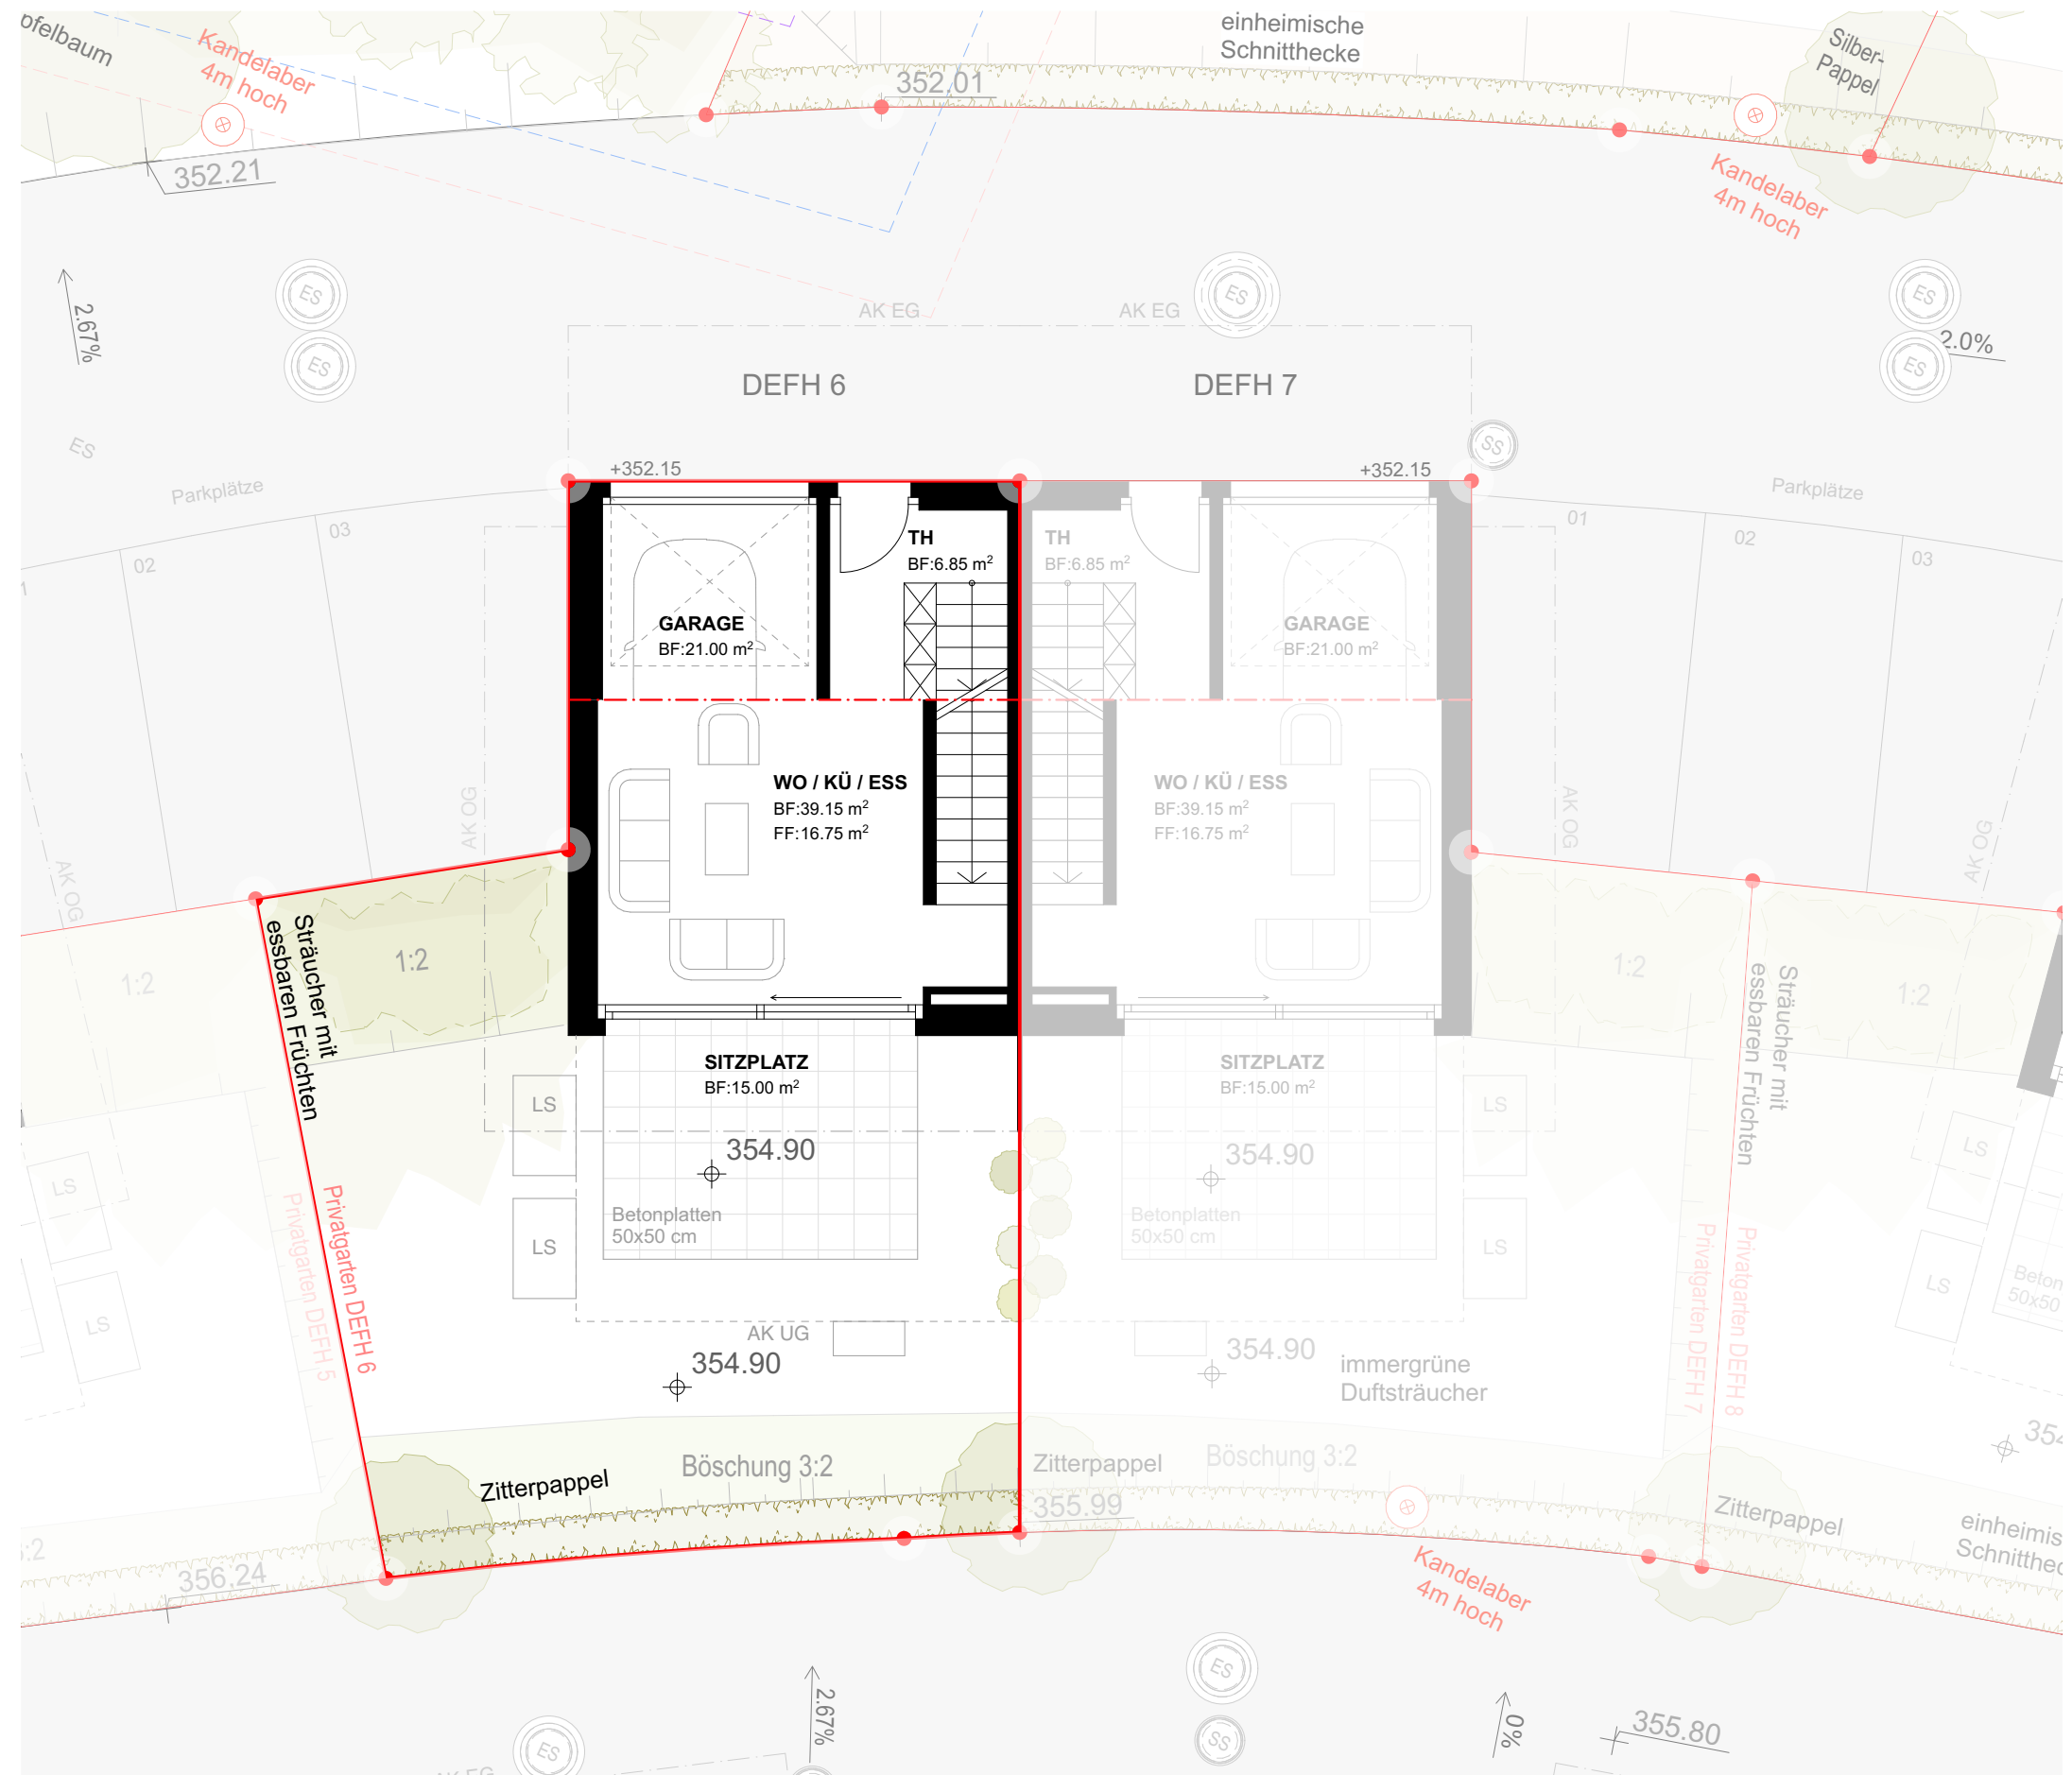 einheimische
Schnitthecke
Silber-
Pappel
Kandelaber
4m hoch
352.01
352.21
Kandelaber
4m hoch
ES
ES
ES
2.67%
AK EG
AK EG
ES
ES
2.0%
DEFH 6
DEFH 7
ES
SS
+352.15
+352.15
Parkplätze
Parkplätze
03
02
01
02
03
TH
BF:6.85 m²
TH
BF:6.85 m²
GARAGE
BF:21.00 m²
GARAGE
BF:21.00 m²
WO / KÜ / ESS
BF:39.15 m²
FF:16.75 m²
WO / KÜ / ESS
BF:39.15 m²
FF:16.75 m²
AK OG
AK OG
AK OG
AK OG
1:2
1:2
1:2
1:2
Sträucher mit
essbaren Früchten
Sträucher mit
essbaren Früchten
SITZPLATZ
BF:15.00 m²
SITZPLATZ
BF:15.00 m²
LS
LS
LS
LS
354.90
354.90
LS
LS
LS
LS
Betonplatten
50x50 cm
Betonplatten
50x50 cm
50x50
Privatgarten DEFH 5
Privatgarten DEFH 6
Privatgarten DEFH 7
Privatgarten DEFH 8
AK UG
354.90
354.90
immergrüne
Duftsträucher
Zitterpappel
Böschung 3:2
Zitterpappel
Böschung 3:2
355.99
Zitterpappel
356.24
Kandelaber
4m hoch
ES
SS
ES
2.67%
0%
355.80
AK EG